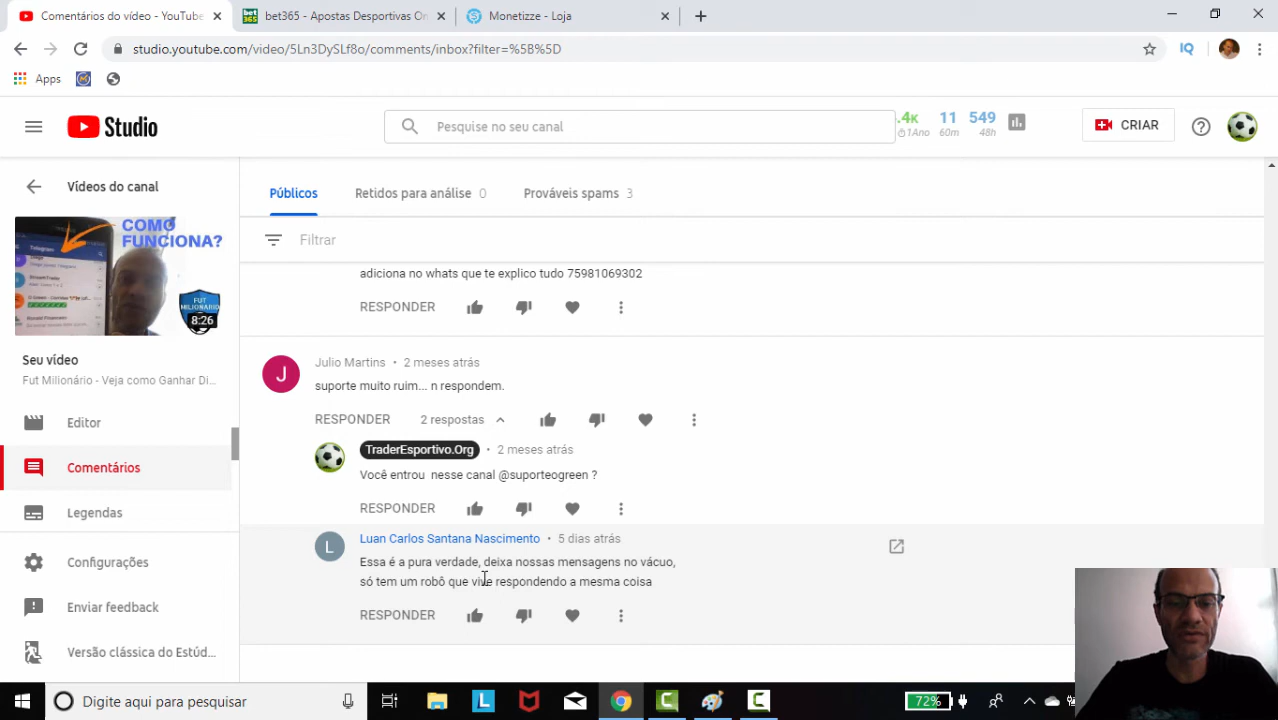 Comentários do vídeo - YouTube
bet365 - Apostas Desportivas On
Monetizze - Loja
studio.youtube.com/video/5Ln3DySLf8o/comments/inbox?filter=%5B%5D
IQ
Apps
Studio
Pesquise no seu canal
.4K
1Ano
11
60m
549
48h
CRIAR
Vídeos do canal
Públicos
Retidos para análise 0
Prováveis spams 3
COMO
FUNCIONA?
Telegram
FUT
MILIONÁRIO
8:26
Filtrar
adiciona no whats que te explico tudo 75981069302
RESPONDER
Seu vídeo
Fut Milionário - Veja como Ganhar Di...
Julio Martins • 2 meses atrás
suporte muito ruim... n respondem.
RESPONDER 2 respostas
Editor
TraderEsportivo.Org • 2 meses atrás
Comentários
Você entrou nesse canal @suporteogreen ?
Legendas
RESPONDER
Luan Carlos Santana Nascimento • 5 dias atrás
Configurações
Essa é a pura verdade, deixa nossas mensagens no vácuo,
só tem um robô que vive respondendo a mesma coisa
Enviar feedback
RESPONDER
Versão clássica do Estúd...
Digite aqui para pesquisar
72%